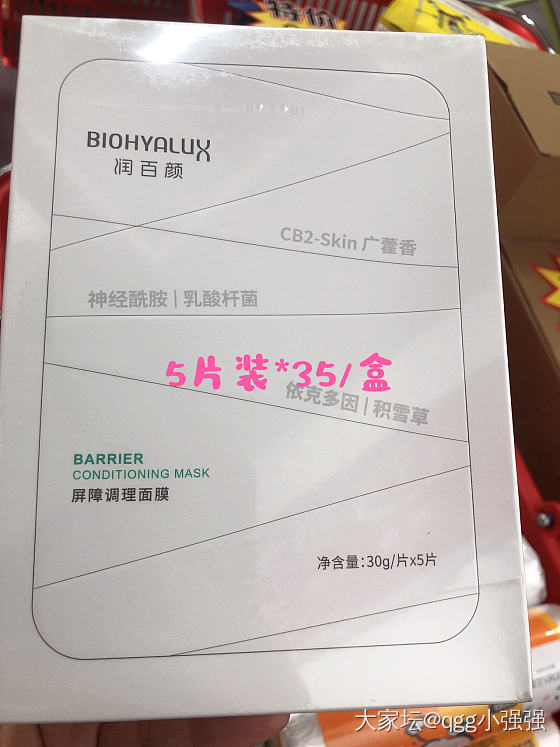 特价
BIOHYALUX
润百颜
CB2-Skin 广藿香
神经酰胺 | 乳酸杆菌
5片装*35/盒
依克多因 | 积雪草
BARRIER
CONDITIONING MASK
屏障调理面膜
净含量:30g/片x5片
大家坛@qgg小强强